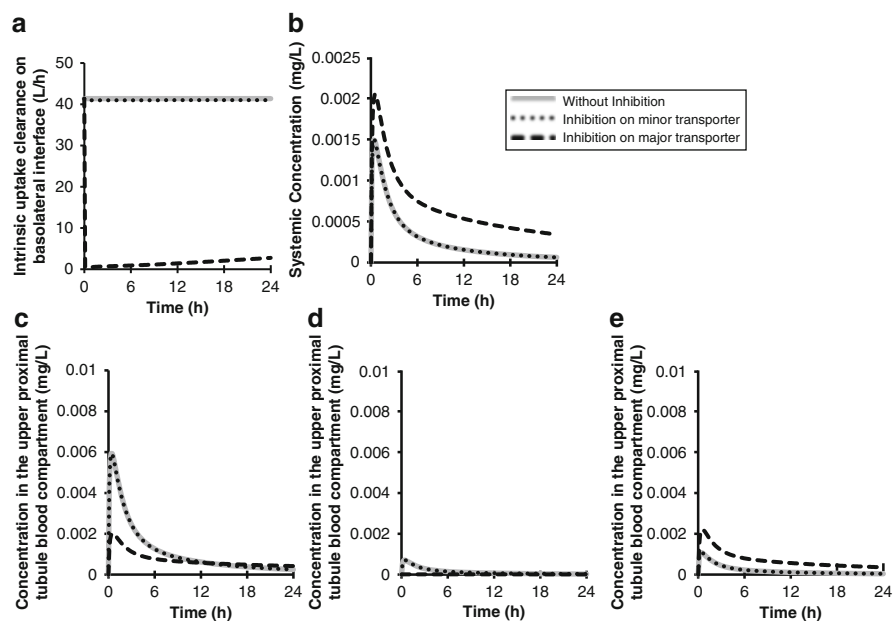 a
Intrinsic uptake clearance on
basolateral interface (L/h)
50
40
30
20
10
0
0 6 12 18 24
Time (h)
b
Systemic Concentration (mg/L)
0.0025
0.002
0.0015
0.001
0.0005
0
0 6 12 18 24
Time (h)
Without Inhibition
Inhibition on minor transporter
Inhibition on major transporter
c
Concentration in the upper proximal
tubule blood compartment (mg/L)
0.01
0.008
0.006
0.004
0.002
0
0 6 12 18 24
Time (h)
d
Concentration in the upper proximal
tubule blood compartment (mg/L)
0.01
0.008
0.006
0.004
0.002
0
0 6 12 18 24
Time (h)
e
Concentration in the upper proximal
tubule blood compartment (mg/L)
0.01
0.008
0.006
0.004
0.002
0
0 6 12 18 24
Time (h)